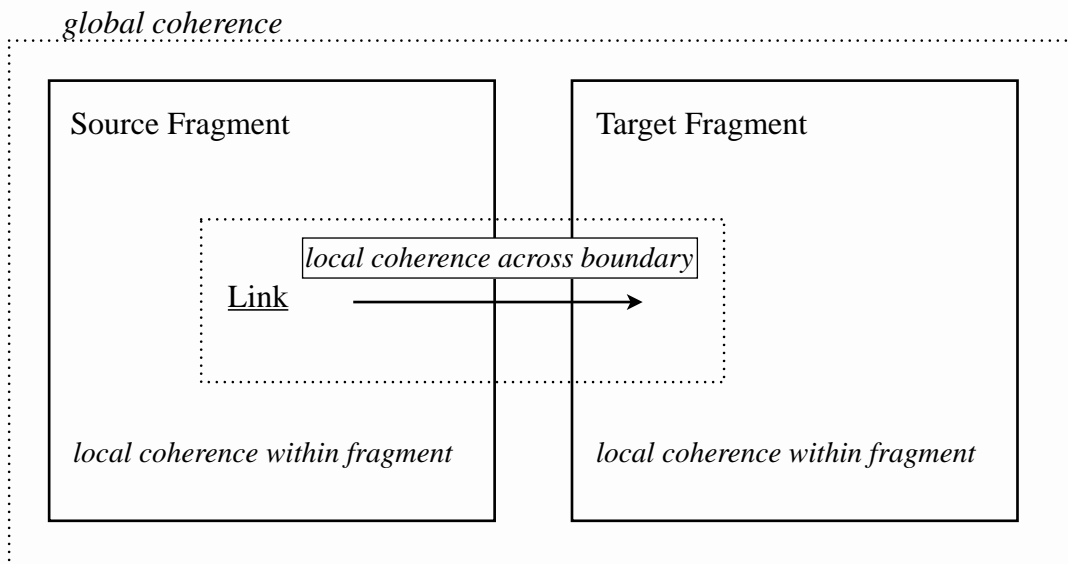 global coherence
Source Fragment
Target Fragment
local coherence across boundary
Link
local coherence within fragment
local coherence within fragment